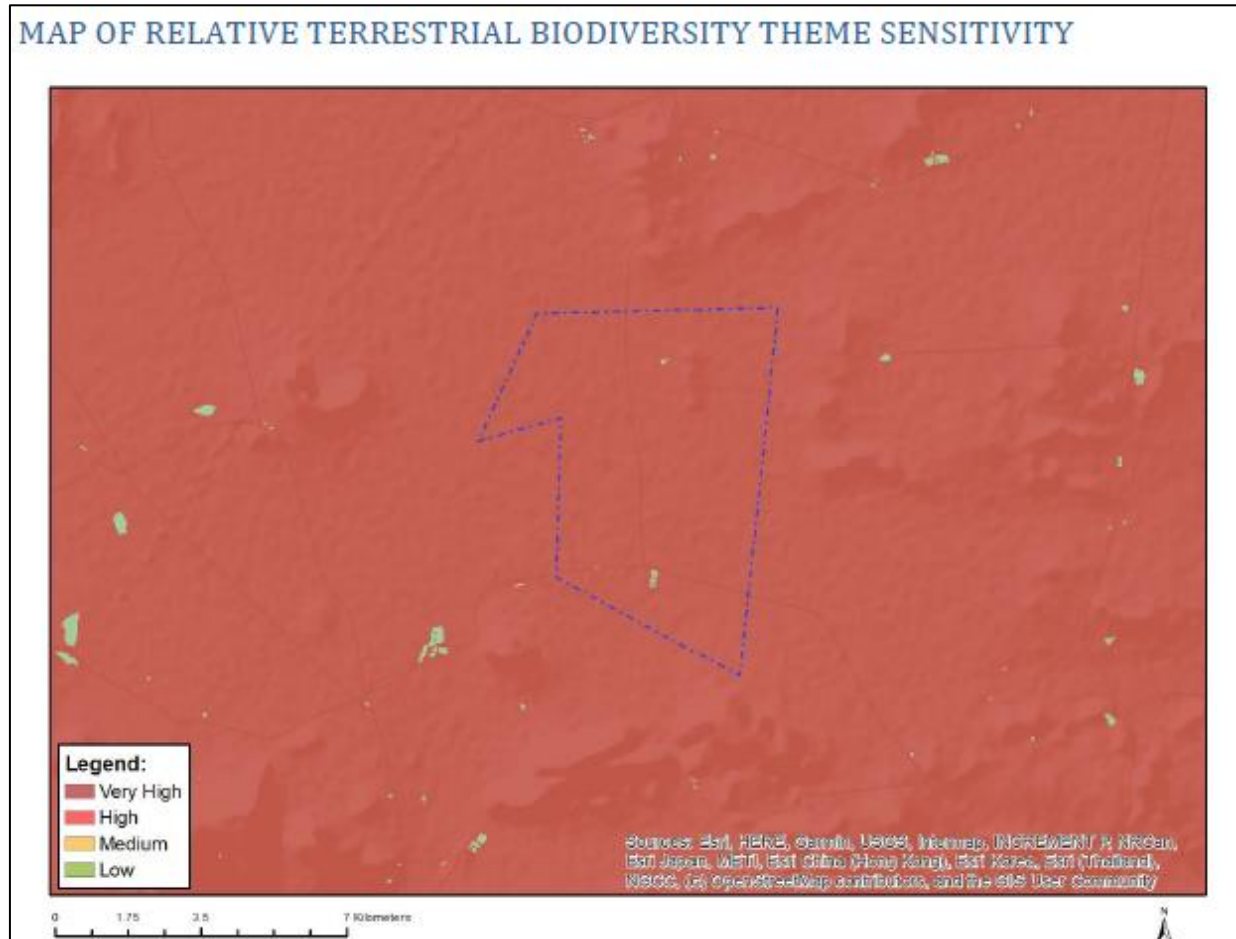 MAP OF RELATIVE TERRESTRIAL BIODIVERSITY THEME SENSITIVITY
Legend:
Very High
High
Medium
Low
Sources: Esri, HERE, Garmin, USGS, Intermap, INCREMENT P, NRCan,
Esri Japan, METI, Esri China (Hong Kong), Esri Korea, Esri (Thailand),
NGCC, (c) OpenStreetMap contributors, and the GIS User Community
0 1.75 3.5 7 Kilometers
N